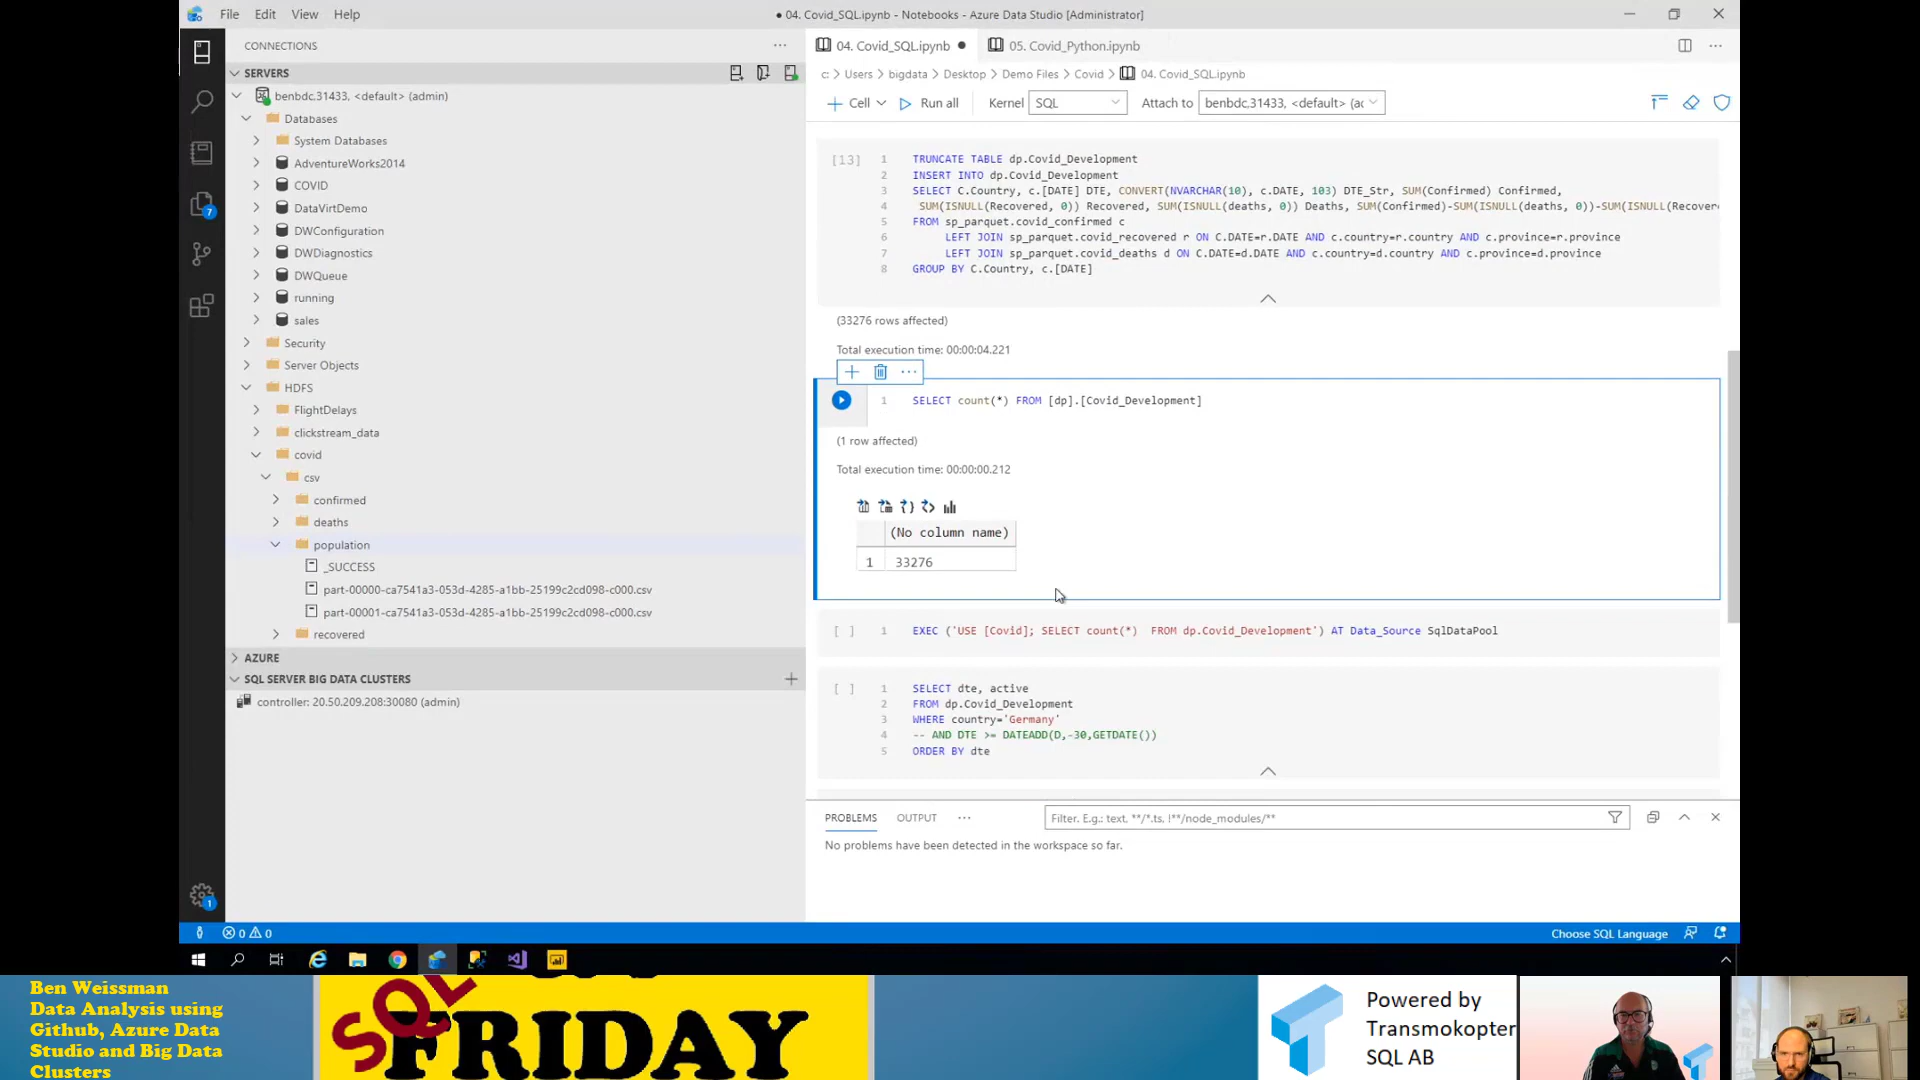 File Edit View Help
● 04. Covid_SQL.ipynb - Notebooks - Azure Data Studio [Administrator]
CONNECTIONS
SERVERS
benbdc,31433, <default> (admin)
Databases
System Databases
AdventureWorks2014
COVID
DataVirtDemo
DWConfiguration
DWDiagnostics
DWQueue
running
sales
Security
Server Objects
HDFS
FlightDelays
clickstream_data
covid
csv
confirmed
deaths
population
_SUCCESS
part-00000-ca7541a3-053d-4285-a1bb-25199c2cd098-c000.csv
part-00001-ca7541a3-053d-4285-a1bb-25199c2cd098-c000.csv
recovered
AZURE
SQL SERVER BIG DATA CLUSTERS
controller: 20.50.209.208:30080 (admin)
7
1
04. Covid_SQL.ipynb ●
05. Covid_Python.ipynb
c: > Users > bigdata > Desktop > Demo Files > Covid > 04. Covid_SQL.ipynb
Cell
Run all
Kernel
SQL
Attach to
benbdc,31433, <default> (ac
[13]
1 TRUNCATE TABLE dp.Covid_Development
2 INSERT INTO dp.Covid_Development
3 SELECT C.Country, c.[DATE] DTE, CONVERT(NVARCHAR(10), c.DATE, 103) DTE_Str, SUM(Confirmed) Confirmed,
4 SUM(ISNULL(Recovered, 0)) Recovered, SUM(ISNULL(deaths, 0)) Deaths, SUM(Confirmed)-SUM(ISNULL(deaths, 0))-SUM(ISNULL(Recover
5 FROM sp_parquet.covid_confirmed c
6 LEFT JOIN sp_parquet.covid_recovered r ON C.DATE=r.DATE AND c.country=r.country AND c.province=r.province
7 LEFT JOIN sp_parquet.covid_deaths d ON C.DATE=d.DATE AND c.country=d.country AND c.province=d.province
8 GROUP BY C.Country, c.[DATE]
(33276 rows affected)
Total execution time: 00:00:04.221
1 SELECT count(*) FROM [dp].[Covid_Development]
(1 row affected)
Total execution time: 00:00:00.212
(No column name)
1 33276
[ ] 1 EXEC ('USE [Covid]; SELECT count(*) FROM dp.Covid_Development') AT Data_Source SqlDataPool
[ ] 1 SELECT dte, active
2 FROM dp.Covid_Development
3 WHERE country='Germany'
4 -- AND DTE >= DATEADD(D,-30,GETDATE())
5 ORDER BY dte
PROBLEMS OUTPUT
Filter. E.g.: text, **/*.ts, !**/node_modules/**
No problems have been detected in the workspace so far.
0 0
Choose SQL Language
Ben Weissman
Data Analysis using
Github, Azure Data
Studio and Big Data
Clusters
SQL
FRIDAY
Powered by
Transmokopter
SQL AB